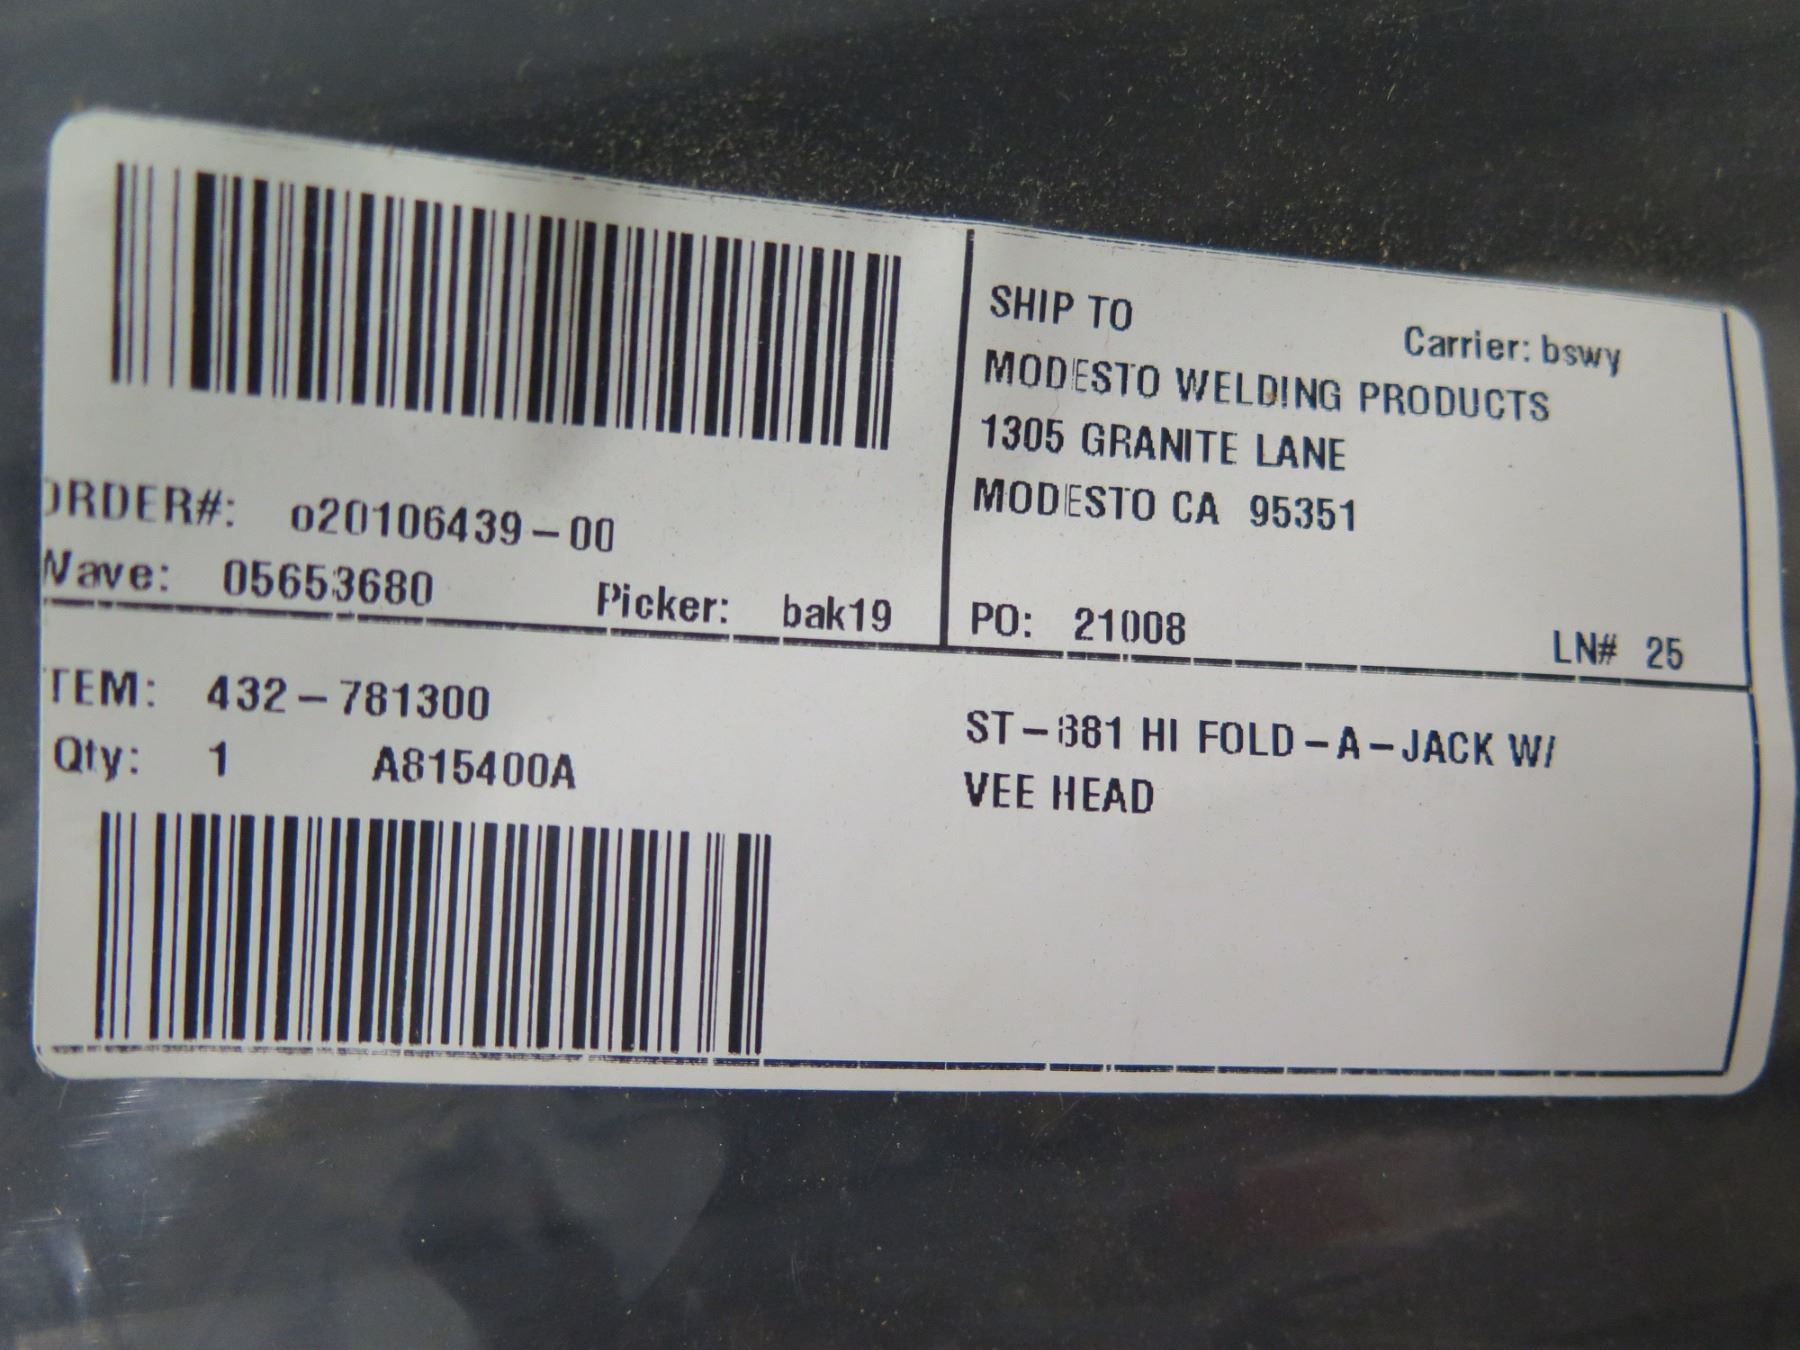 SHIP TO
Carrier: bswy
MODESTO WELDING PRODUCTS
1305 GRANITE LANE
MODESTO CA 95351
ORDER#: o20106439-00
Wave: 05653680 Picker: bak19
PO: 21008 LN# 25
TEM: 432-781300
Qty: 1 A815400A
ST-881 HI FOLD-A-JACK W/
VEE HEAD